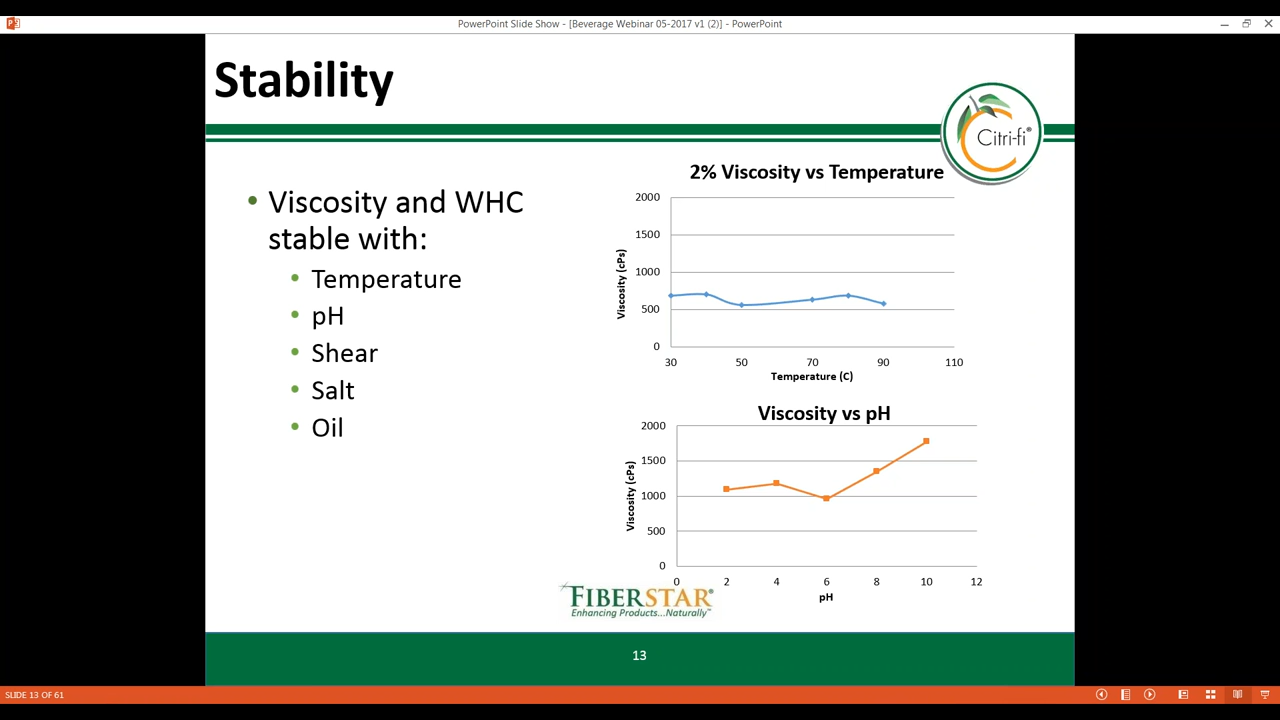 PowerPoint Slide Show - [Beverage Webinar 05-2017 v1 (2)] - PowerPoint
Stability
Citri-fi®
• Viscosity and WHC
stable with:
• Temperature
• pH
• Shear
• Salt
• Oil
2% Viscosity vs Temperature
2000
1500
1000
500
0
Viscosity (cPs)
30 50 70 90 110
Temperature (C)
Viscosity vs pH
2000
1500
1000
500
0
Viscosity (cPs)
0 2 4 6 8 10 12
pH
FIBERSTAR®
Enhancing Products...Naturally™
13
SLIDE 13 OF 61